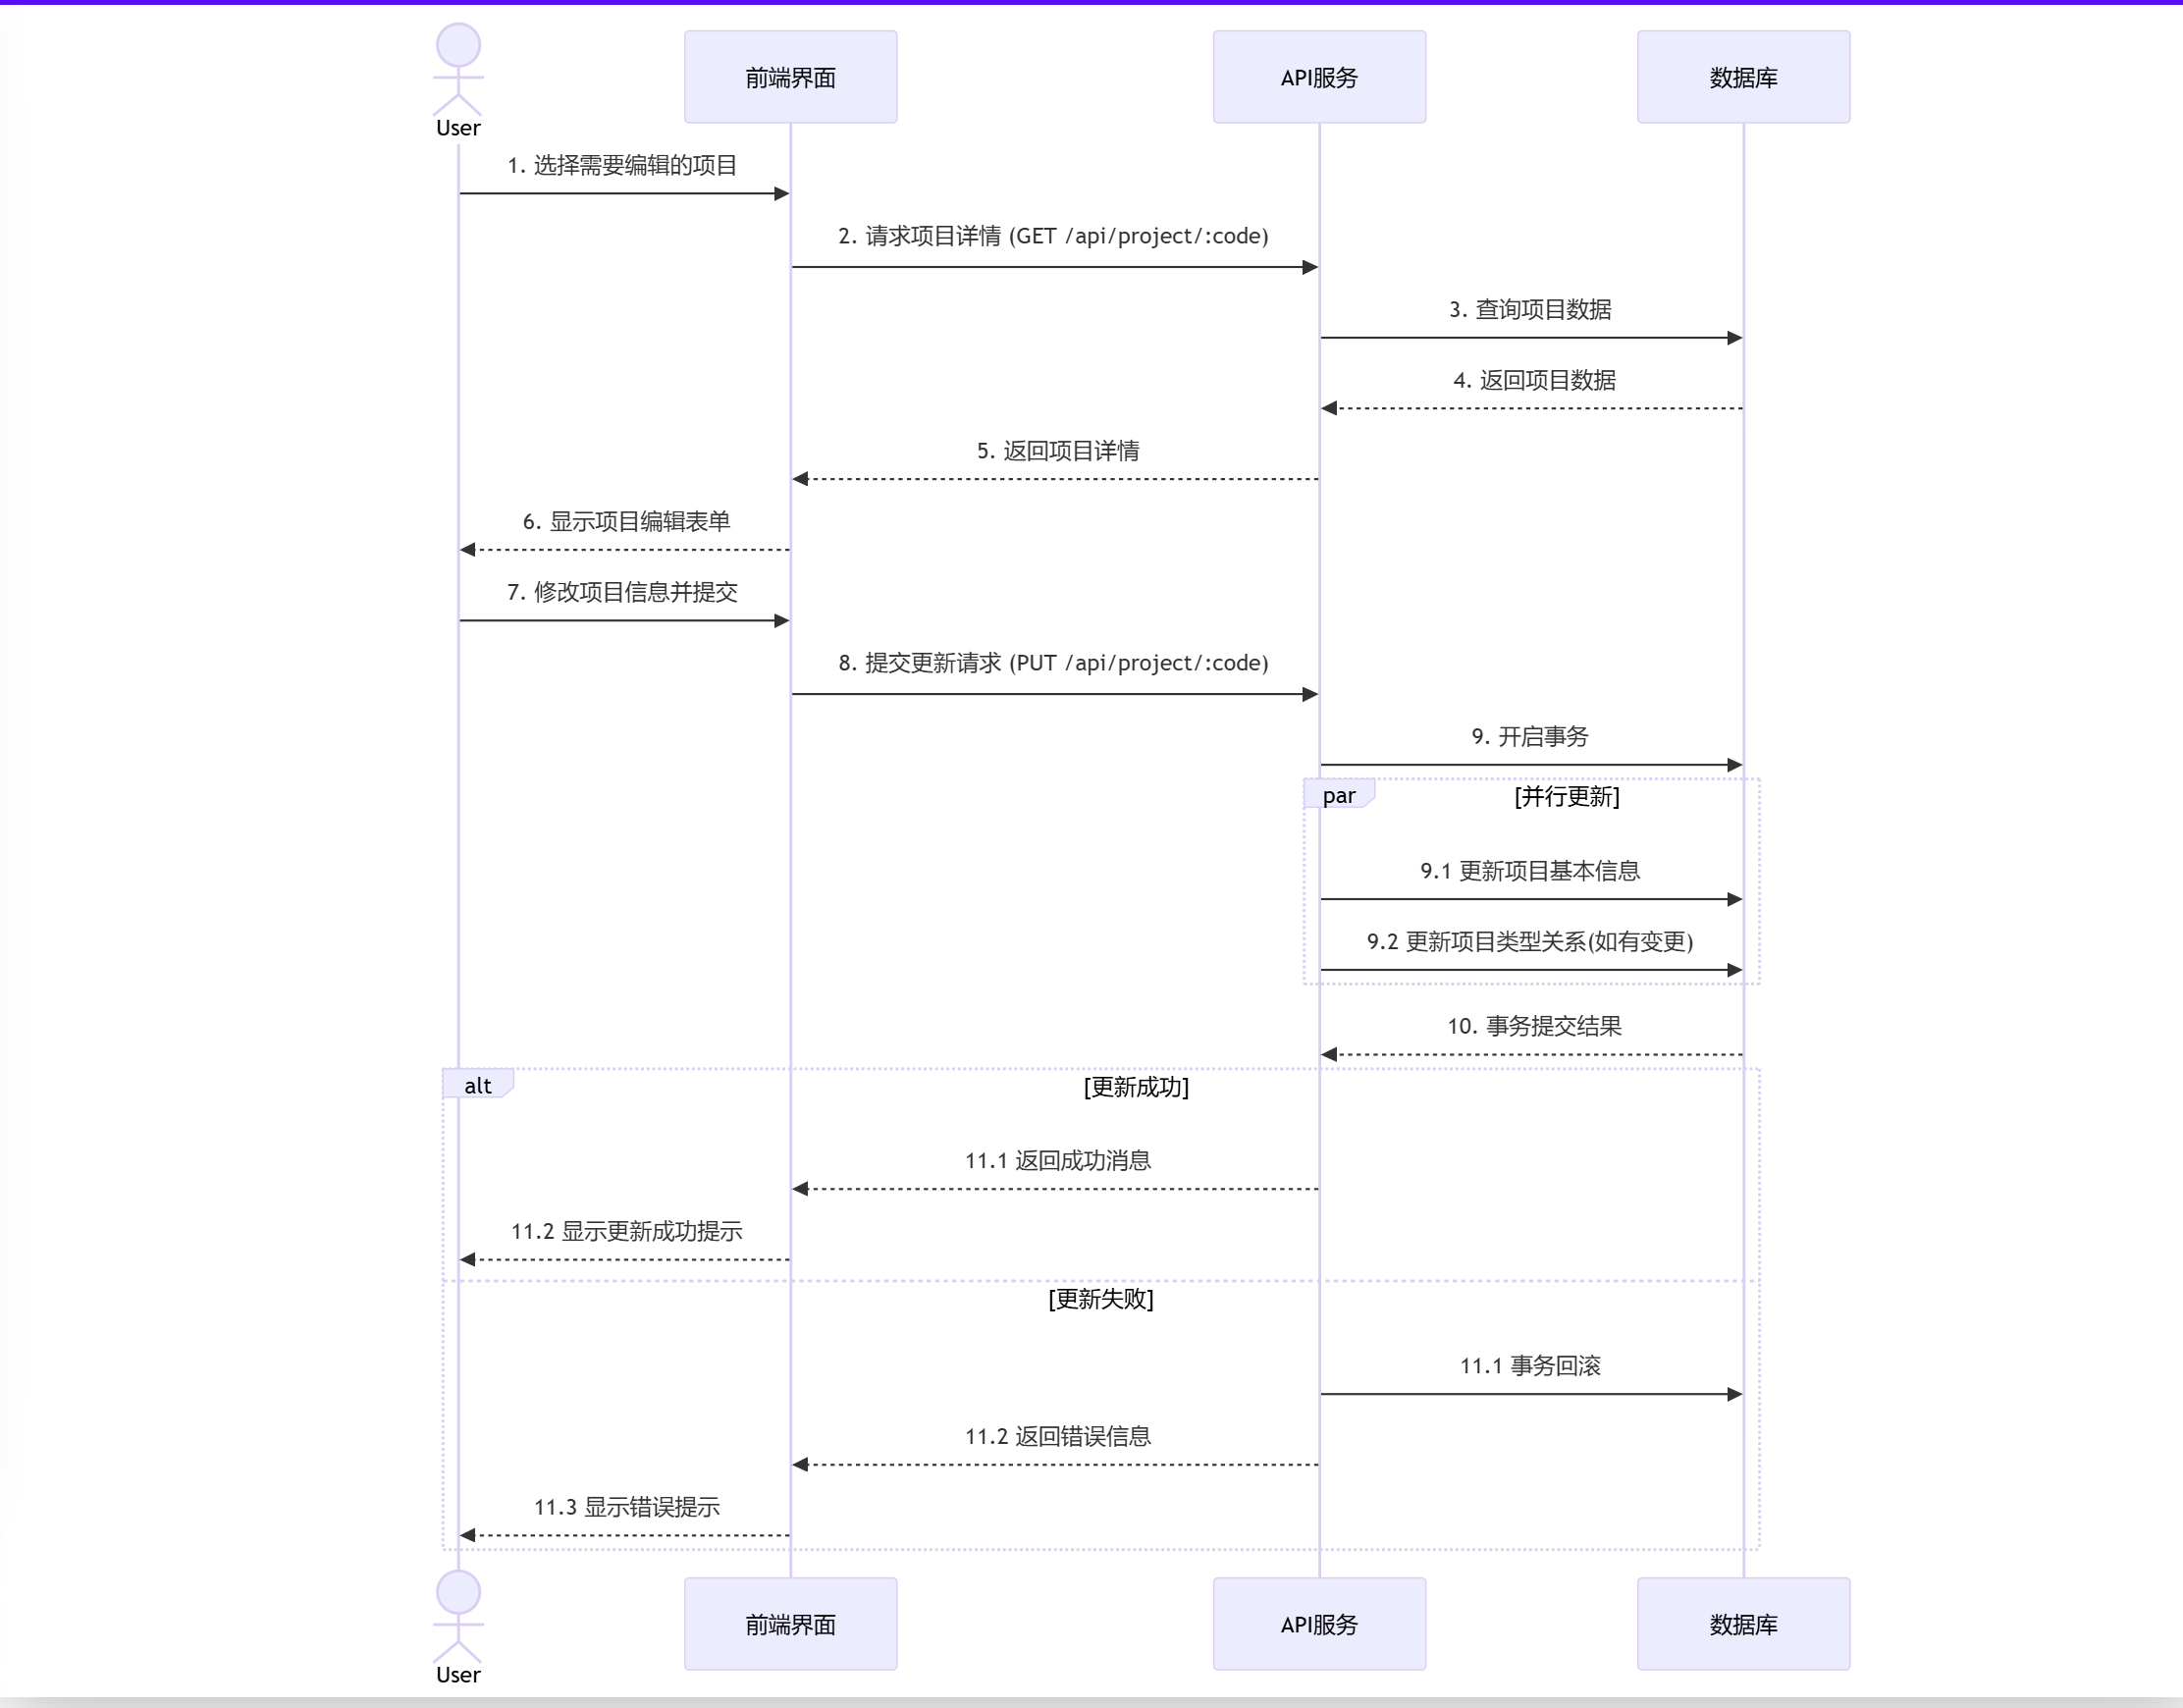 User
前端界面
API服务
数据库
1. 选择需要编辑的项目
2. 请求项目详情 (GET /api/project/:code)
3. 查询项目数据
4. 返回项目数据
5. 返回项目详情
6. 显示项目编辑表单
7. 修改项目信息并提交
8. 提交更新请求 (PUT /api/project/:code)
9. 开启事务
par
[并行更新]
9.1 更新项目基本信息
9.2 更新项目类型关系(如有变更)
10. 事务提交结果
alt
[更新成功]
11.1 返回成功消息
11.2 显示更新成功提示
[更新失败]
11.1 事务回滚
11.2 返回错误信息
11.3 显示错误提示
User
前端界面
API服务
数据库